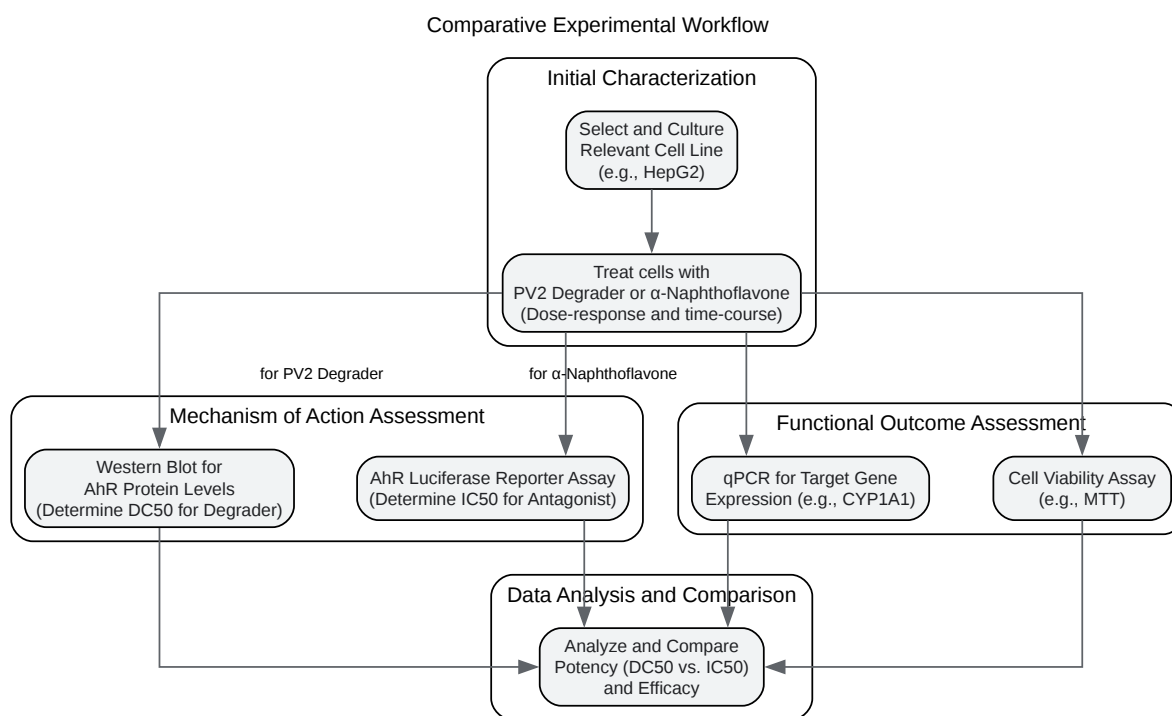 Comparative Experimental Workflow
Initial Characterization
Select and Culture
Relevant Cell Line
(e.g., HepG2)
Treat cells with
PV2 Degrader or α-Naphthoflavone
(Dose-response and time-course)
for PV2 Degrader
for α-Naphthoflavone
Mechanism of Action Assessment
Functional Outcome Assessment
Western Blot for
AhR Protein Levels
(Determine DC50 for Degrader)
AhR Luciferase Reporter Assay
(Determine IC50 for Antagonist)
qPCR for Target Gene
Expression (e.g., CYP1A1)
Cell Viability Assay
(e.g., MTT)
Data Analysis and Comparison
Analyze and Compare
Potency (DC50 vs. IC50)
and Efficacy